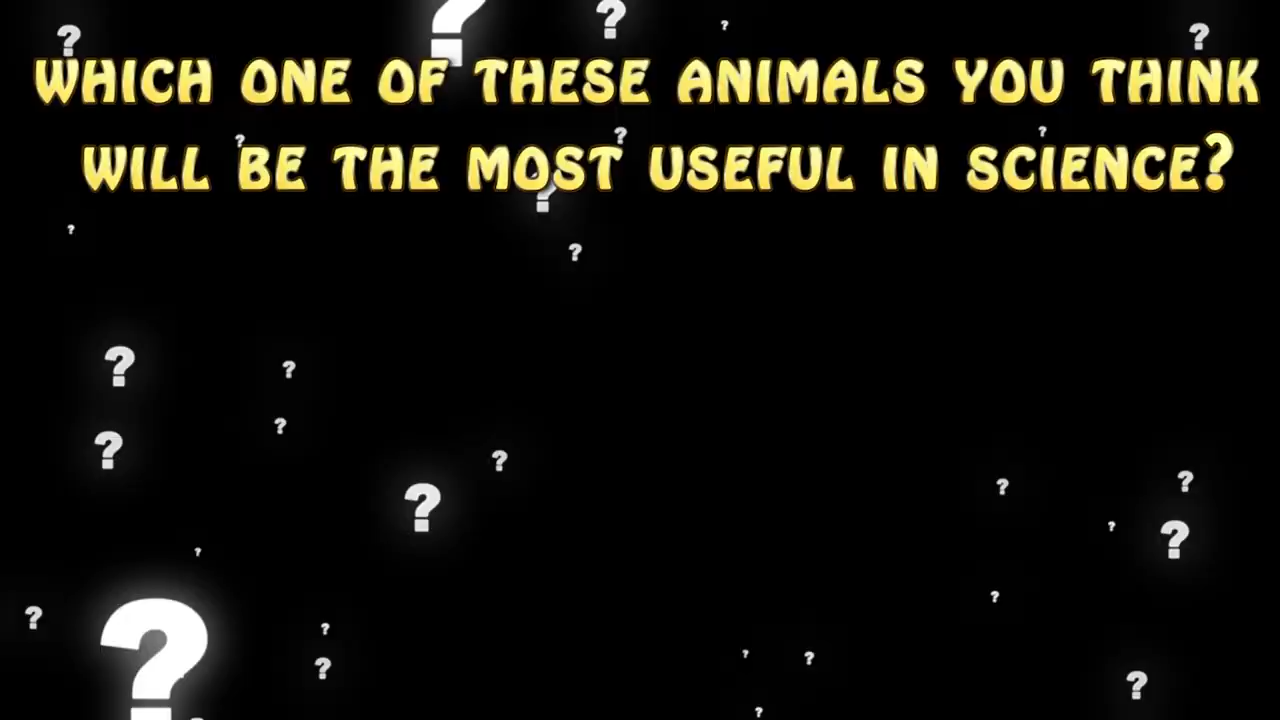 WHICH ONE OF THESE ANIMALS YOU THINK
WILL BE THE MOST USEFUL IN SCIENCE?